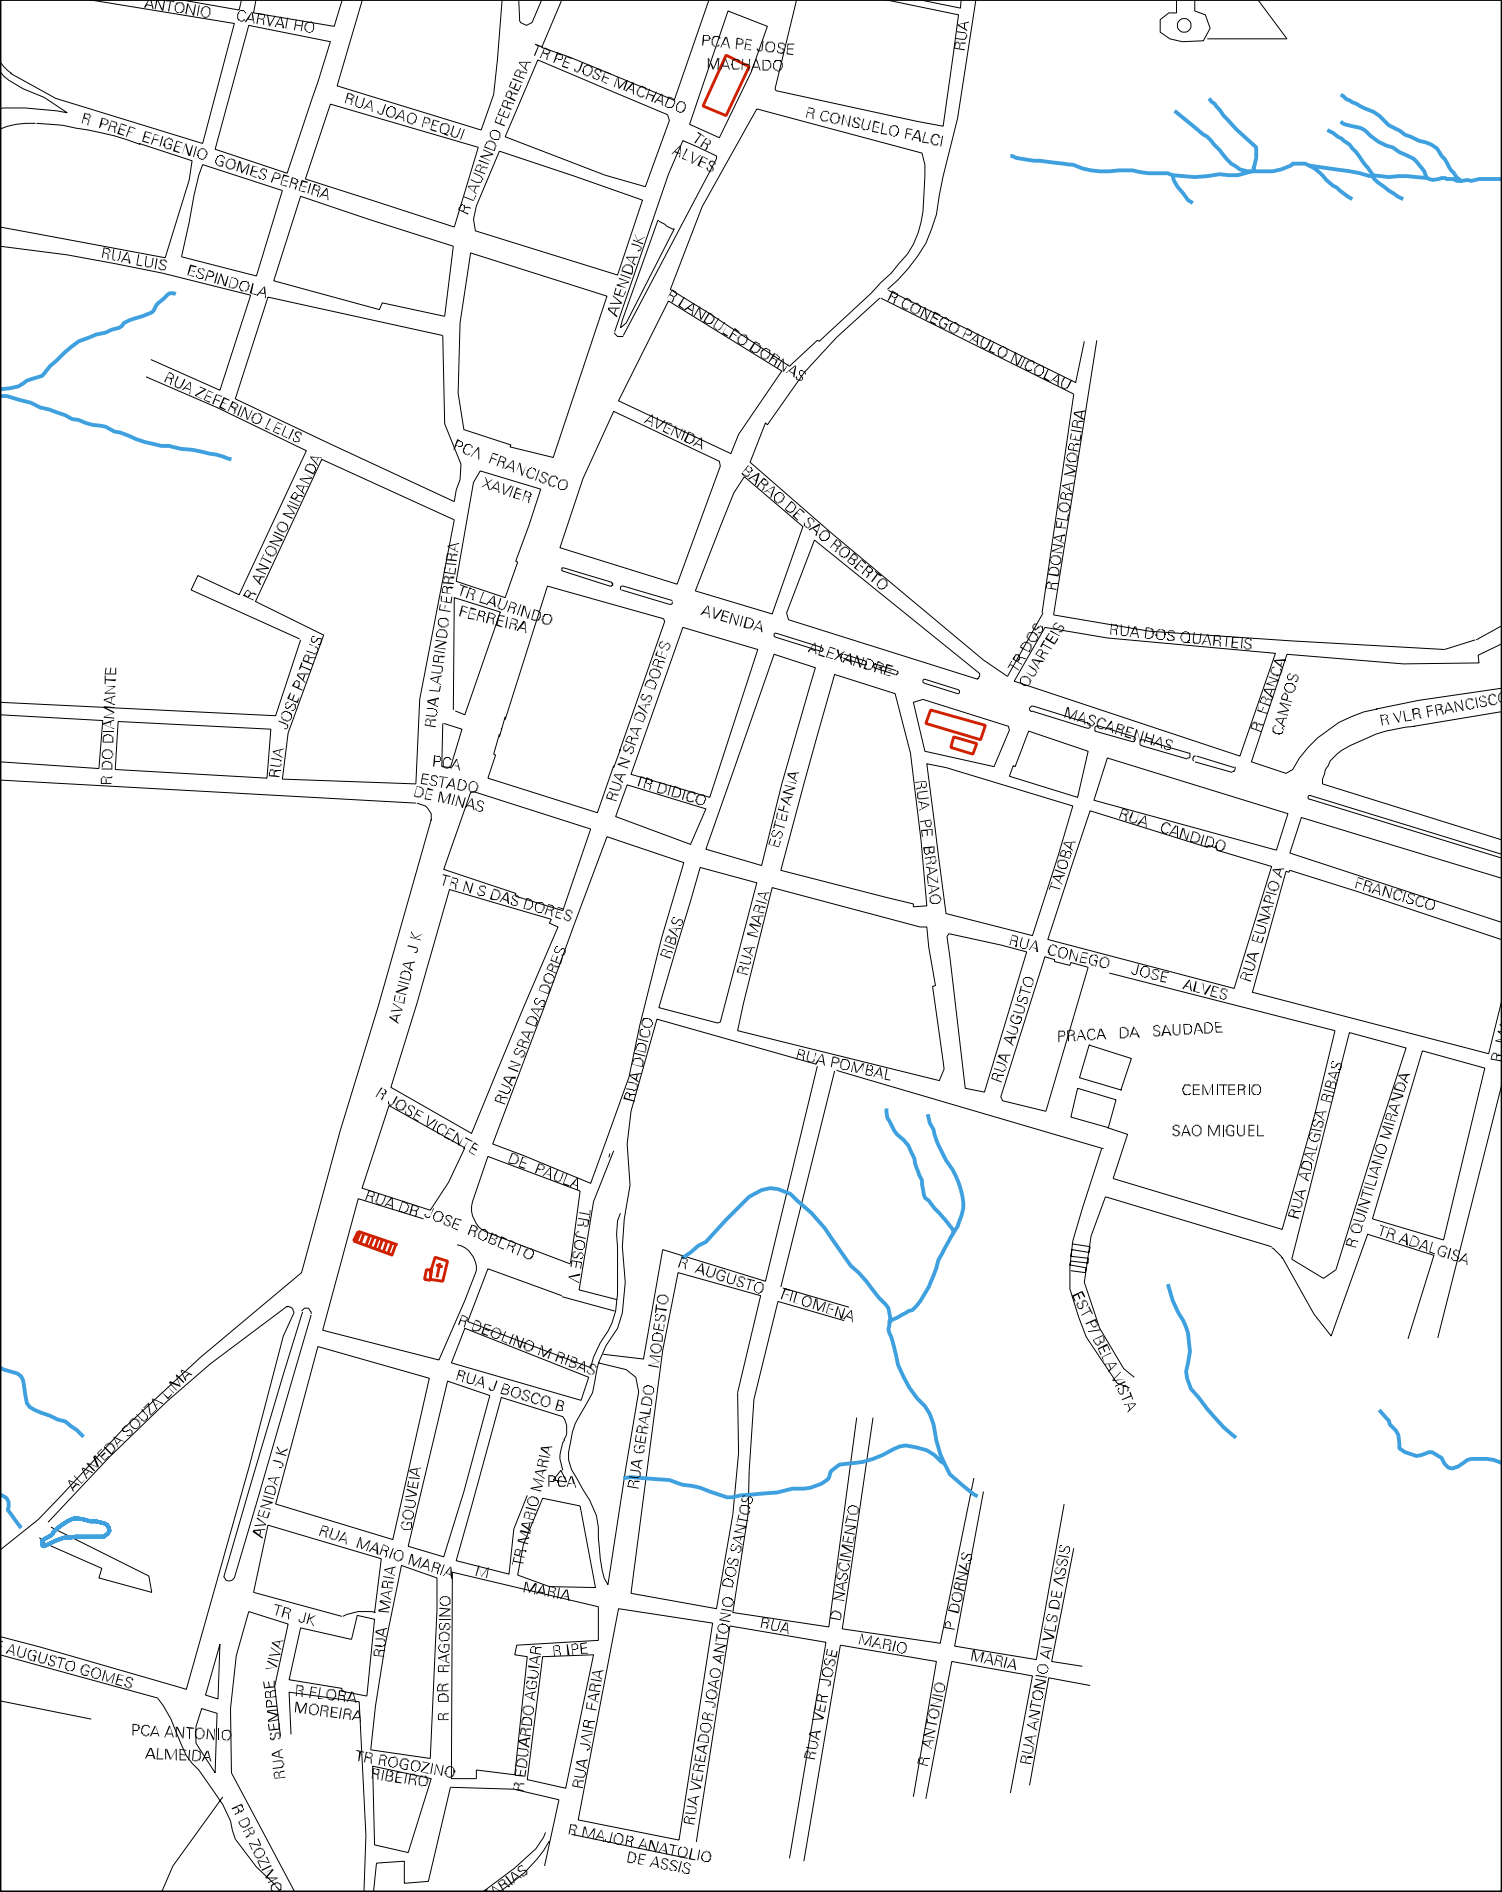 ANTONIO CARVALHO
RUA
PCA PE JOSE
MACHADO
TR PE JOSE MACHADO
RUA JOAO PEQUI
R LAURINDO FERREIRA
R CONSUELO FALCI
TR
ALVES
R PREF EFIGENIO GOMES PEREIRA
RUA LUIS ESPINDOLA
AVENIDA JK
R LANDULFO DORNAS
R CONEGO PAULO NICOLAU
RUA ZEFERINO LELIS
AVENIDA
BARAO DE SAO ROBERTO
PCA FRANCISCO
XAVIER
R ANTONIO MIRANDA
R DONA FLORA MOREIRA
TR LAURINDO
FERREIRA
RUA LAURINDO FERREIRA
AVENIDA
ALEXANDRE
MASCARENHAS
TR DOS
QUARTEIS
RUA DOS QUARTEIS
R FRANCA
CAMPOS
R VLR FRANCISCO
RUA JOSE PATRUS
R DO DIAMANTE
RUA N SRA DAS DORES
PCA
ESTADO
DE MINAS
TR DIDICO
ESTEFANIA
RUA PE BRAZAO
TAIOBA
RUA CANDIDO
FRANCISCO
TR N S DAS DORES
RIBAS
RUA MARIA
RUA EUNAPIO A
AVENIDA J K
RUA N SRA DAS DORES
RUA CONEGO JOSE ALVES
RUA AUGUSTO
PRACA DA SAUDADE
CEMITERIO
SAO MIGUEL
RUA DIDICO
RUA POMBAL
RUA ADALGISA RIBAS
R QUINTILIANO MIRANDA
TR ADALGISA
R JOSE VICENTE
DE PAULA
RUA DR JOSE ROBERTO
TR JOSE V
R AUGUSTO FILOMENA
EST P/ BELA VISTA
R DEOLINO M RIBAS
RUA J BOSCO B
RUA GERALDO MODESTO
ALAMEDA SOUZA LIMA
AVENIDA J K
GOUVEIA
TR MARIO MARIA
PCA
RUA MARIO MARIA M
MARIA
D NASCIMENTO
P DORNAS
TR JK
RUA MARIA
R DR RAGOSINO
R IPE
RUA
MARIO
MARIA
RUA ANTONIO ALVES DE ASSIS
AUGUSTO GOMES
RUA SEMPRE VIVA
R FLORA
MOREIRA
R EDUARDO AGUIAR
RUA JAIR FARIA
RUA VEREADOR JOAO ANTONIO DOS SANTOS
RUA VER JOSE
R ANTONIO
PCA ANTONIO
ALMEIDA
TR ROGOZINO
RIBEIRO
R DR ZOZIMO
R MAJOR ANATOLIO
DE ASSIS